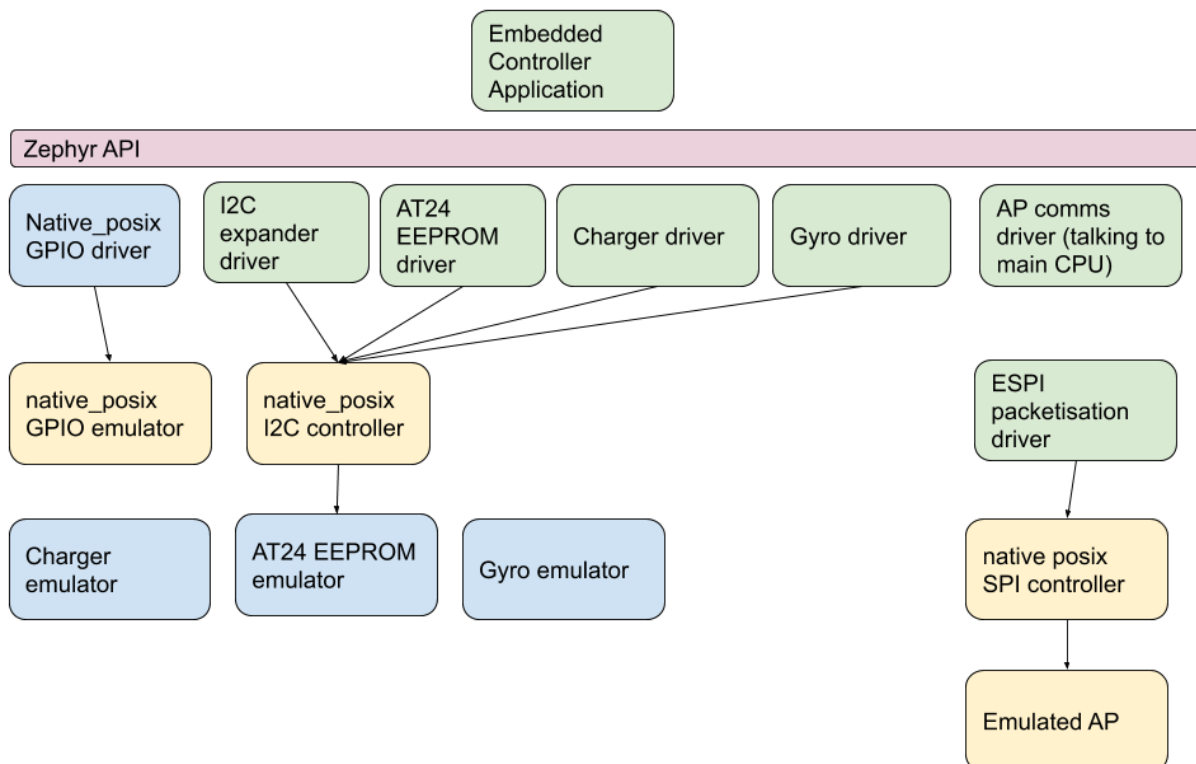 Embedded
Controller
Application
Zephyr API
Native_posix
GPIO driver
I2C
expander
driver
AT24
EEPROM
driver
Charger driver
Gyro driver
AP comms
driver (talking to
main CPU)
native_posix
GPIO emulator
native_posix
I2C controller
ESPI
packetisation
driver
Charger
emulator
AT24 EEPROM
emulator
Gyro emulator
native posix
SPI controller
Emulated AP